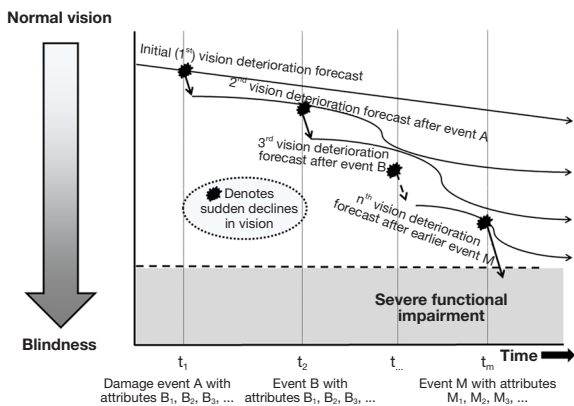 Normal vision
Initial (1st) vision deterioration forecast
2nd vision deterioration forecast after event A
3rd vision deterioration
forecast after event B
nth vision deterioration
forecast after earlier event M
Denotes
sudden declines
in vision
Severe functional
impairment
Blindness
t1
t2
t...
tm
Time
Damage event A with
attributes B1, B2, B3, ...
Event B with
attributes B1, B2, B3, ...
Event M with attributes
M1, M2, M3, ...